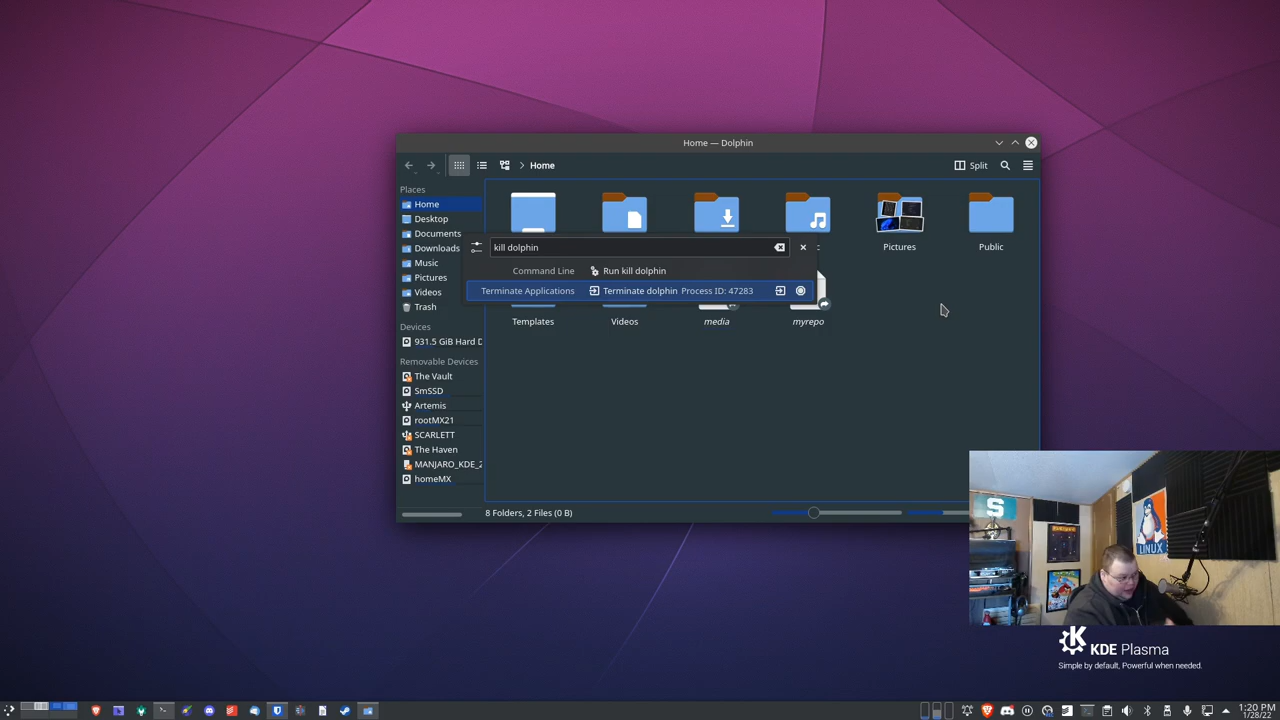 Home — Dolphin
Home
Split
Places
Home
Desktop
Documents
Downloads
Music
Pictures
Videos
Trash
Devices
931.5 GiB Hard D
Removable Devices
The Vault
SmSSD
Artemis
rootMX21
SCARLETT
The Haven
MANJARO_KDE_2
homeMX
Pictures
Public
kill dolphin
Command Line
Run kill dolphin
Terminate Applications
Terminate dolphin Process ID: 47283
Templates
Videos
media
myrepo
8 Folders, 2 Files (0 B)
S
LINUX
KDE Plasma
Simple by default, Powerful when needed.
1:20 PM
1/28/22